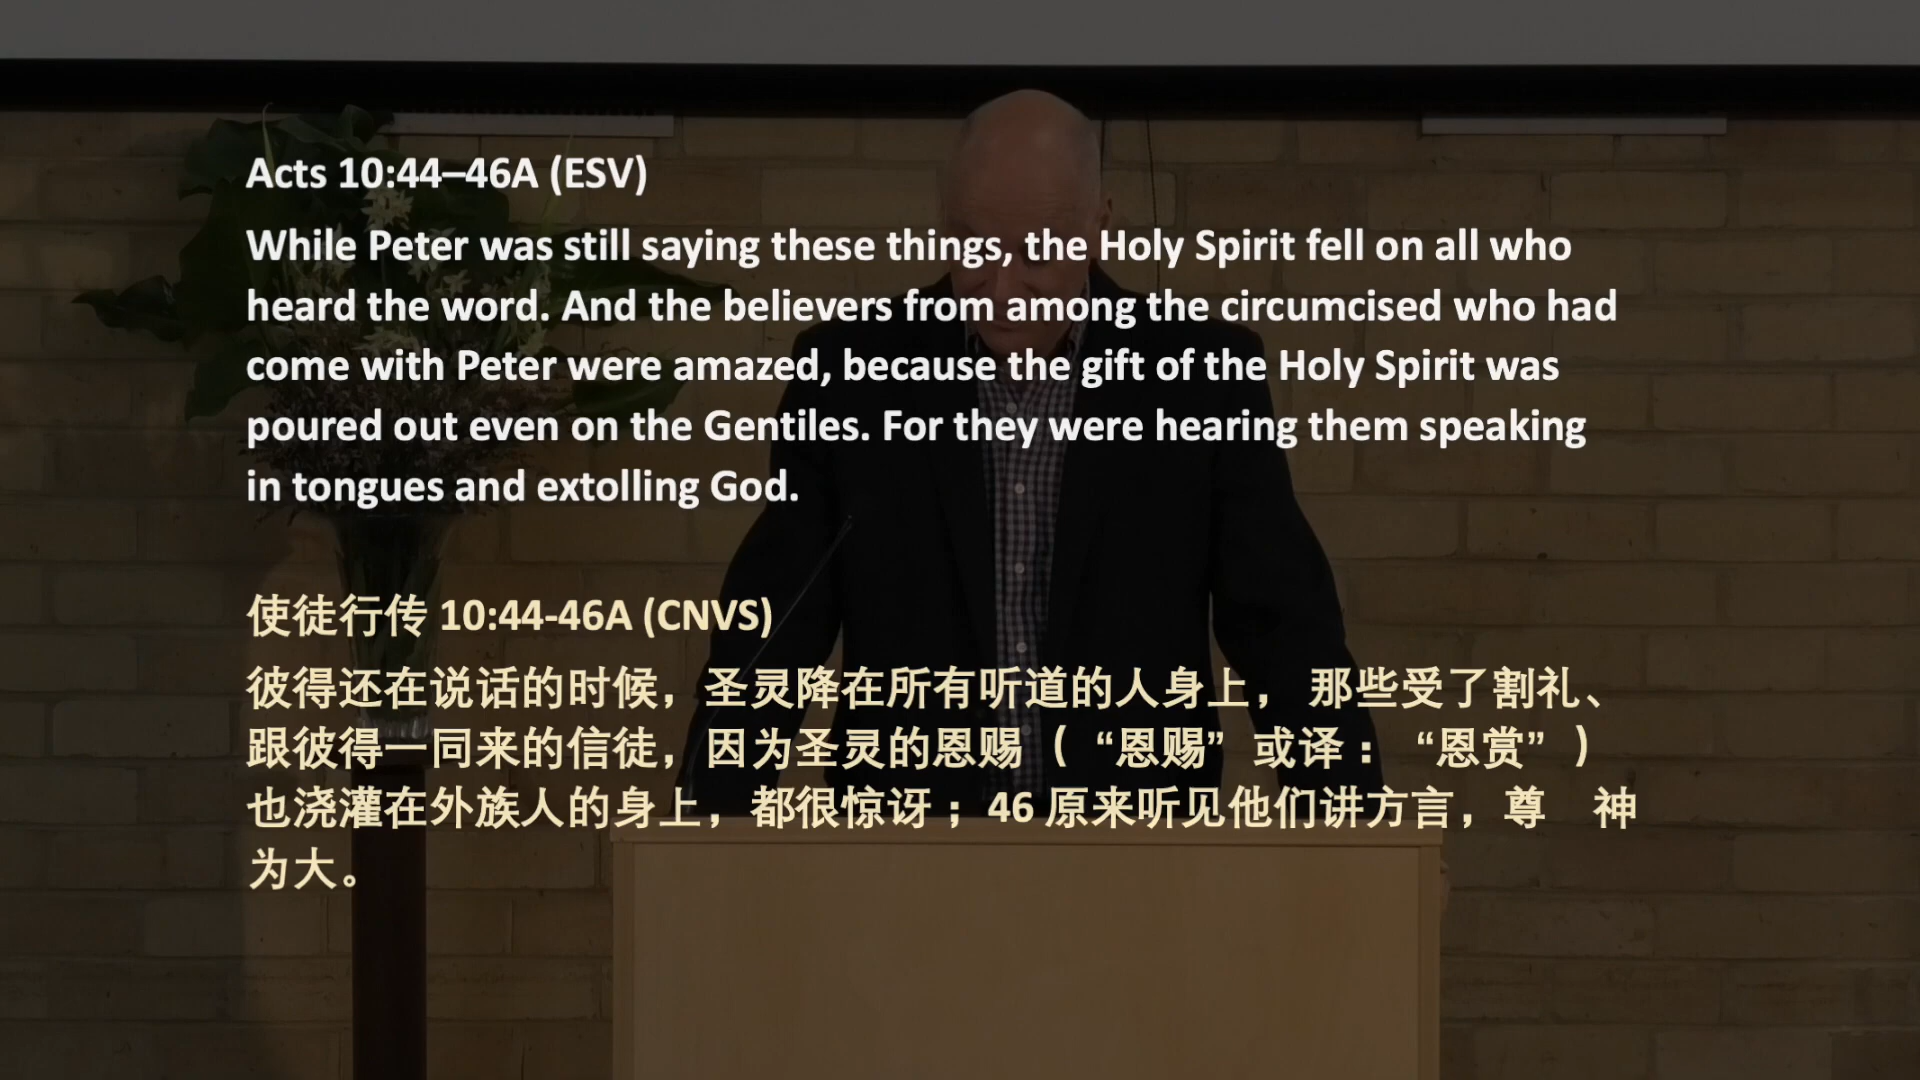 Acts 10:44–46A (ESV)
While Peter was still saying these things, the Holy Spirit fell on all who
heard the word. And the believers from among the circumcised who had
come with Peter were amazed, because the gift of the Holy Spirit was
poured out even on the Gentiles. For they were hearing them speaking
in tongues and extolling God.
使徒行传 10:44-46A (CNVS)
彼得还在说话的时候，圣灵降在所有听道的人身上， 那些受了割礼、
跟彼得一同来的信徒，因为圣灵的恩赐（“恩赐”或译：“恩赏”）
也浇灌在外族人的身上，都很惊讶；46 原来听见他们讲方言，尊　神
为大。